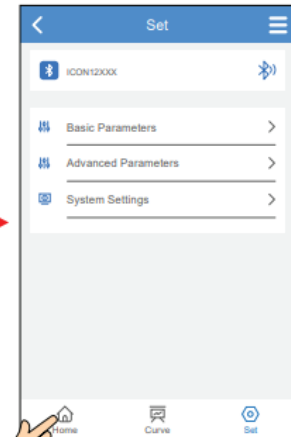 Set
ICON12XXX
Basic Parameters
Advanced Parameters
System Settings
Home
Curve
Set